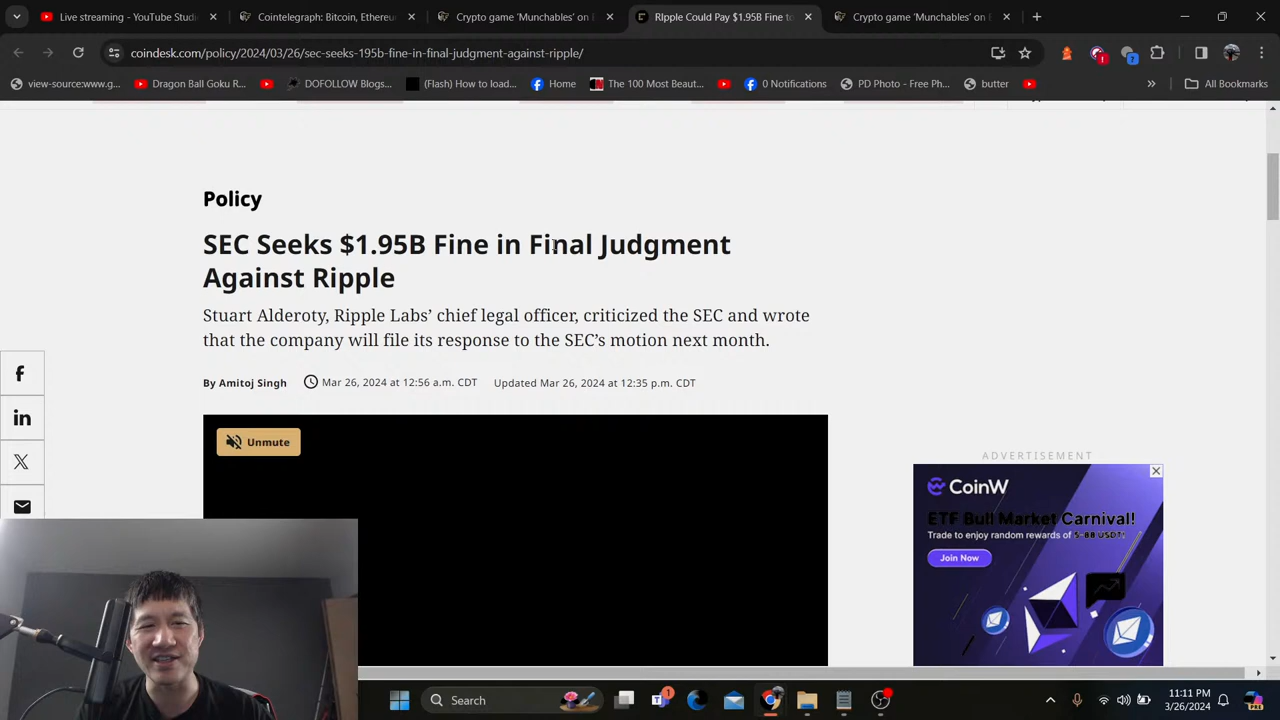 Live streaming - YouTube Studi
Cointelegraph: Bitcoin, Ethereu
Crypto game 'Munchables' on E
Ripple Could Pay $1.95B Fine to
Crypto game 'Munchables' on E
coindesk.com/policy/2024/03/26/sec-seeks-195b-fine-in-final-judgment-against-ripple/
view-source:www.g...
Dragon Ball Goku R...
DOFOLLOW Blogs...
(Flash) How to load...
Home
The 100 Most Beaut...
0 Notifications
PD Photo - Free Ph...
butter
All Bookmarks
Policy
SEC Seeks $1.95B Fine in Final Judgment
Against Ripple
Stuart Alderoty, Ripple Labs' chief legal officer, criticized the SEC and wrote
that the company will file its response to the SEC's motion next month.
By Amitoj Singh
Mar 26, 2024 at 12:56 a.m. CDT
Updated Mar 26, 2024 at 12:35 p.m. CDT
Unmute
ADVERTISEMENT
CoinW
ETF Bull Market Carnival!
Trade to enjoy random rewards of 5-88 USDT!
Join Now
Search
1
11:11 PM
3/26/2024